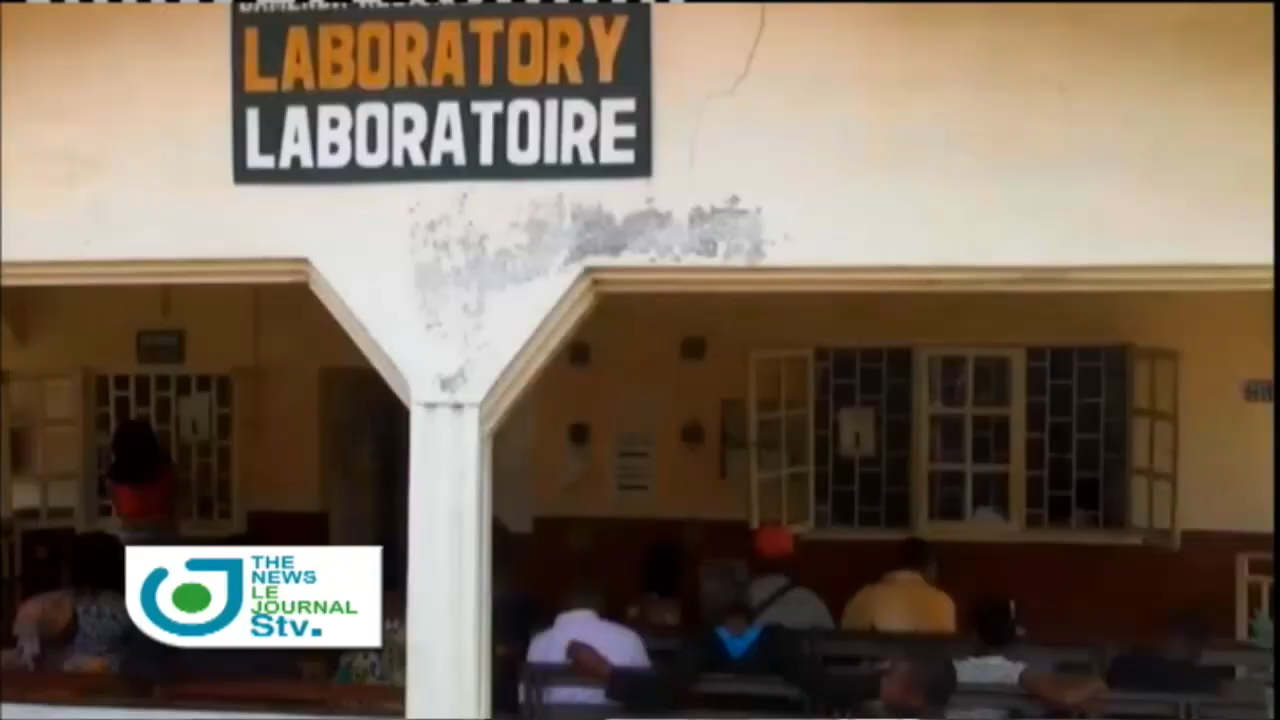 LABORATORY
LABORATOIRE
THE
NEWS
LE
JOURNAL
Stv.